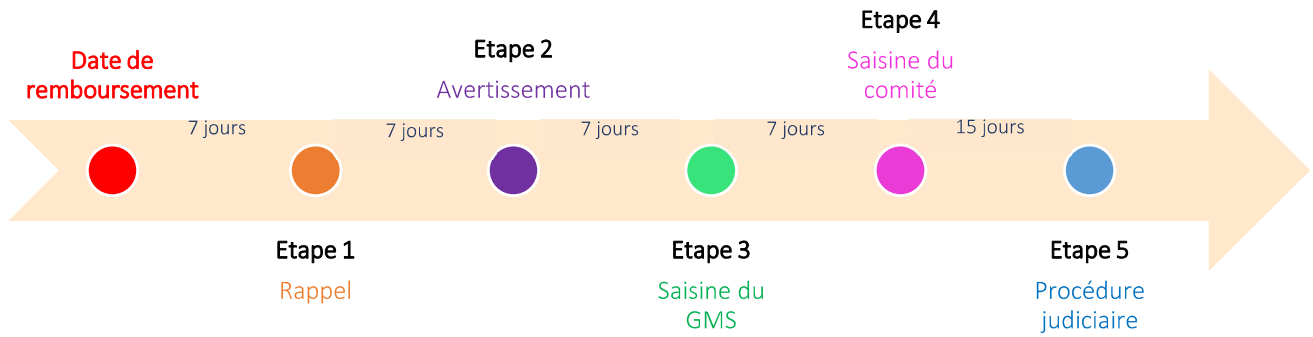 Date de
remboursement
7 jours
Etape 1
Rappel
7 jours
Etape 2
Avertissement
7 jours
Etape 3
Saisine du
GMS
7 jours
Etape 4
Saisine du
comité
15 jours
Etape 5
Procédure
judiciaire